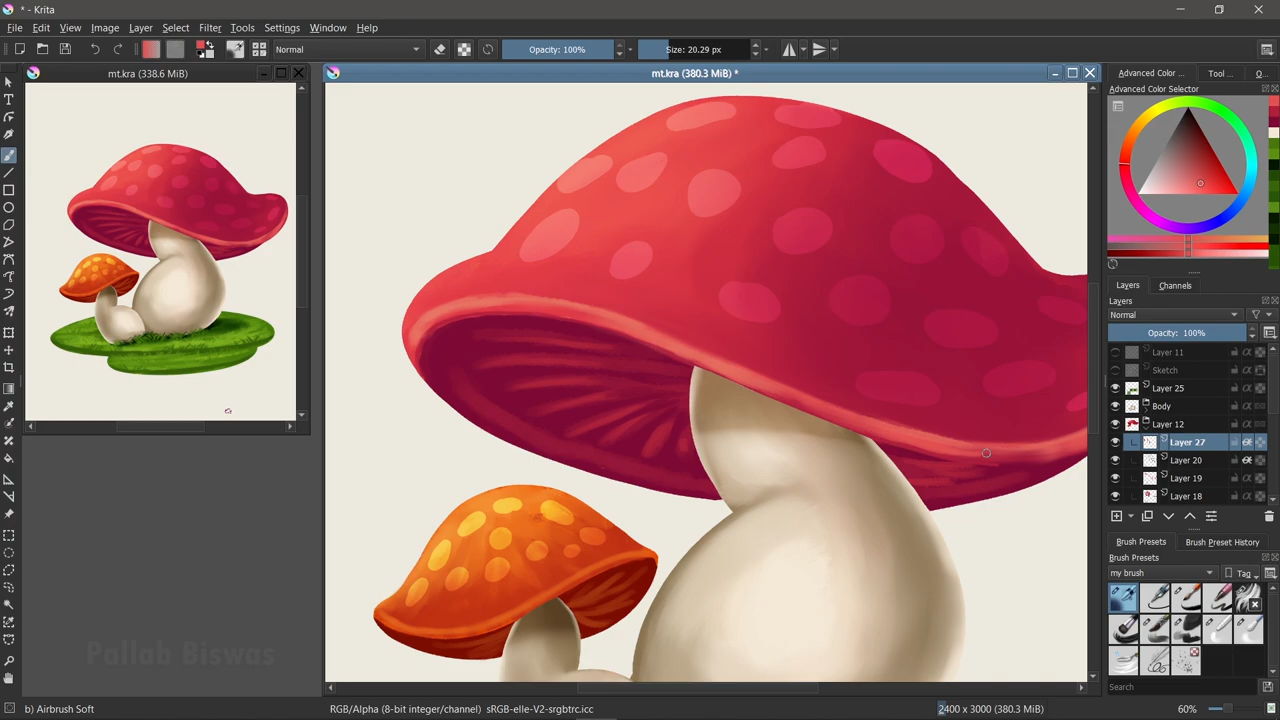 * - Krita
File Edit View Image Layer Select Filter Tools Settings Window Help
Normal Opacity: 100% Size: 20.29 px
mt.kra (338.6 MiB)
mt.kra (380.3 MiB) *
Advanced Color ... Tool ... O...
Advanced Color Selector
Layers Channels
Layers
Normal
Opacity: 100%
Layer 11
Sketch
Layer 25
Body
Layer 12
Layer 27
Layer 20
Layer 19
Layer 18
Brush Presets Brush Preset History
Brush Presets
my brush Tag
Search
Pallab Biswas
b) Airbrush Soft RGB/Alpha (8-bit integer/channel) sRGB-elle-V2-srgbtrc.icc 2400 x 3000 (380.3 MiB) 60%